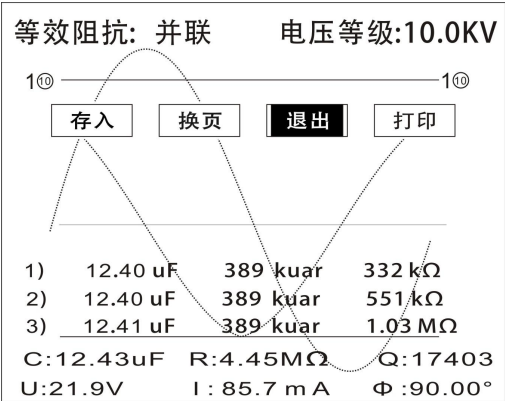 等效阻抗: 并联 电压等级:10.0KV
1⑩ 1⑩
存入 换页 退出 打印
1) 12.40 uF 389 kuar 332 kΩ
2) 12.40 uF 389 kuar 551 kΩ
3) 12.41 uF 389 kuar 1.03 MΩ
C:12.43uF R:4.45MΩ Q:17403
U:21.9V I:85.7 mA Φ:90.00°